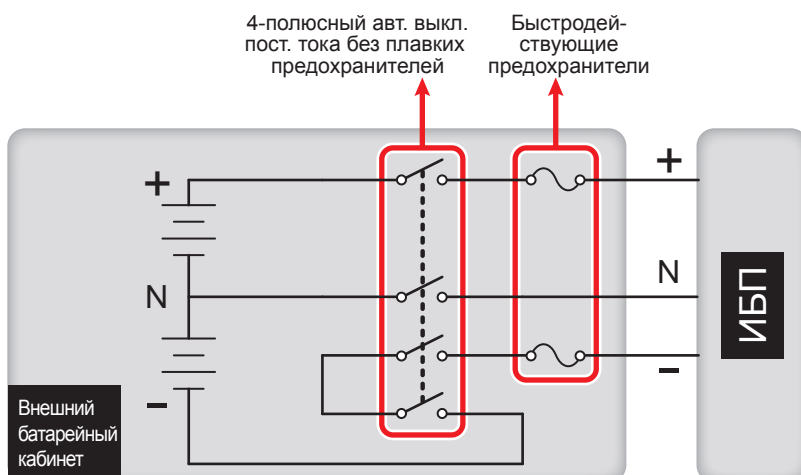 4-полюсный авт. выкл.
пост. тока без плавких
предохранителей
Быстродей-
ствующие
предохранители
+
+
N
N
ИБП
−
−
Внешний
батарейный
кабинет